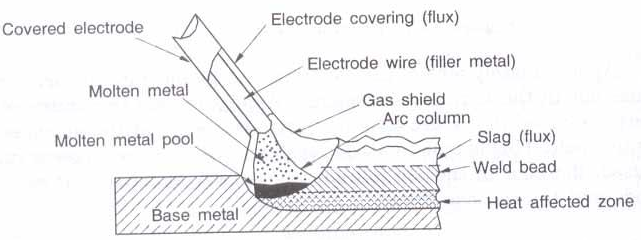 Covered electrode
Electrode covering (flux)
Electrode wire (filler metal)
Molten metal
Gas shield
Arc column
Molten metal pool
Slag (flux)
Weld bead
Base metal
Heat affected zone